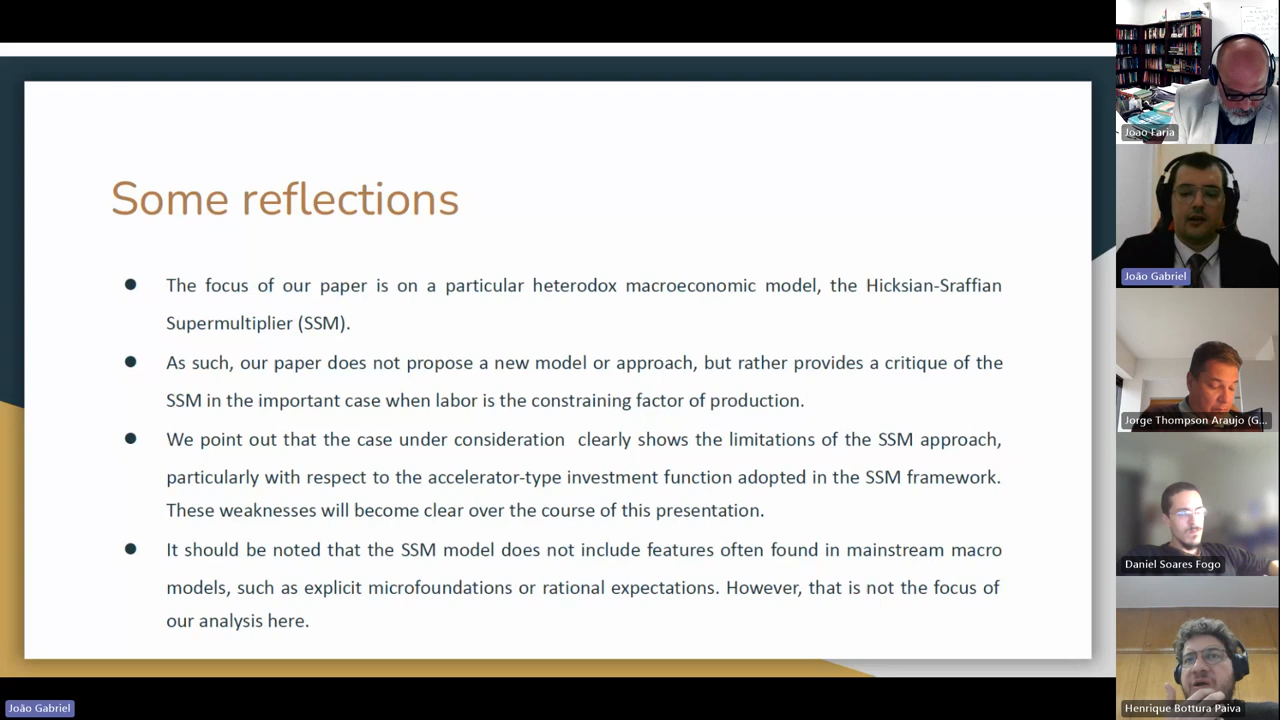 Some reflections
● The focus of our paper is on a particular heterodox macroeconomic model, the Hicksian-Sraffian
Supermultiplier (SSM).
● As such, our paper does not propose a new model or approach, but rather provides a critique of the
SSM in the important case when labor is the constraining factor of production.
● We point out that the case under consideration clearly shows the limitations of the SSM approach,
particularly with respect to the accelerator-type investment function adopted in the SSM framework.
These weaknesses will become clear over the course of this presentation.
● It should be noted that the SSM model does not include features often found in mainstream macro
models, such as explicit microfoundations or rational expectations. However, that is not the focus of
our analysis here.
João Gabriel
Joao Faria
João Gabriel
Jorge Thompson Araujo (G...
Daniel Soares Fogo
Henrique Bottura Paiva